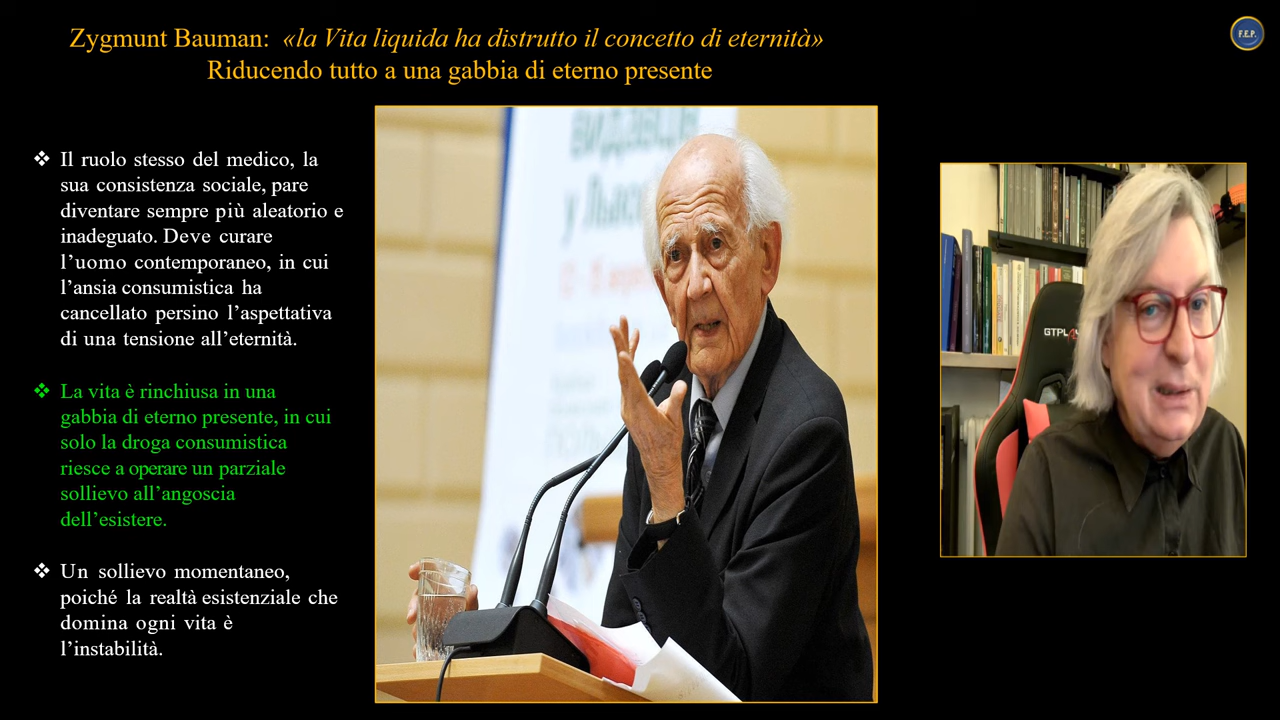 Zygmunt Bauman: «la Vita liquida ha distrutto il concetto di eternità»
Riducendo tutto a una gabbia di eterno presente
F.E.P.
❖ Il ruolo stesso del medico, la
sua consistenza sociale, pare
diventare sempre più aleatorio e
inadeguato. Deve curare
l’uomo contemporaneo, in cui
l’ansia consumistica ha
cancellato persino l’aspettativa
di una tensione all’eternità.
❖ La vita è rinchiusa in una
gabbia di eterno presente, in cui
solo la droga consumistica
riesce a operare un parziale
sollievo all’angoscia
dell’esistere.
❖ Un sollievo momentaneo,
poiché la realtà esistenziale che
domina ogni vita è
l’instabilità.
GTPL